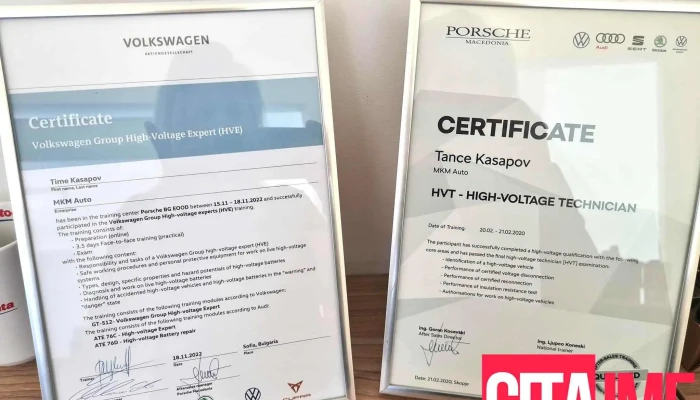 VOLKSWAGEN
AKTIENGESELLSCHAFT
Certificate
Volkswagen Group High-Voltage Expert (HVE)
Time Kasapov
First name, Last name
MKM Auto
Enterprise
has been in the training center Porsche BG EOOD between 15.11 - 18.11.2022 and successfully
participated in the Volkswagen Group High-voltage experts (HVE) training.
The training consists of:
- Preparation (online)
- 3.5 days Face-to-face training (practical)
- Exam
with the following content:
- Responsibility and tasks of a Volkswagen Group high-voltage expert (HVE)
- Safe working procedures and personal protective equipment for work on live high-voltage
systems
- Types, design, specific properties and hazard potentials of high-voltage batteries
- Diagnosis and work on live high-voltage batteries
- Handling of accidented high-voltage vehicles and high-voltage batteries in the "warning" and
"danger" state
The training consists of the following training modules according to Volkswagen:
GT-512- Volkswagen Group High-voltage Expert
The training consists of the following training modules according to Audi:
ATE 76C - High-voltage Expert
ATE 76D - High-voltage Battery repair
18.11.2022
Sofia, Bulgaria
Trainer
Date
Place
CUPRA
PORSCHE
MACEDONIA
Audi
SEAT
CERTIFICATE
Tance Kasapov
MKM Auto
HVT - HIGH-VOLTAGE TECHNICIAN
Date of Training: 20.02. - 21.02.2020
The participant has successfully completed a high-voltage qualifications with the
core areas and has passed the final high-voltage technician (HVT) examination:
- Identification of a high-voltage vehicle
- Performance of certified voltage disconnection
- Performance of certified reconnection
- Performance of insulation resistance test
- Authorisations for work on high-voltage vehicles
Ing. Goran Kosevski
After Sales Director
Ing. Ljupco Koneski
National trainer
Date: 21.02.2020, Skopje